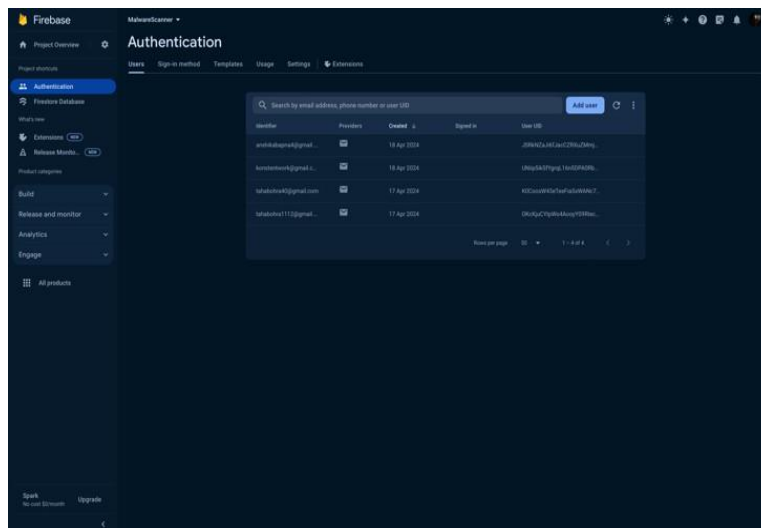 Firebase
MalwareScanner
Project Overview
Authentication
Users Sign-in method Templates Usage Settings Extensions
Project shortcuts
Authentication
Firestore Database
What's new
Extensions NEW
Release Monito... NEW
Product categories
Build
Release and monitor
Analytics
Engage
All products
Search by email address, phone number or user UID
Add user
Identifier Providers Created Signed in User UID
18 Apr 2024
18 Apr 2024
17 Apr 2024
17 Apr 2024
Rows per page 50 1 – 4 of 4
Spark
No cost $0/month
Upgrade